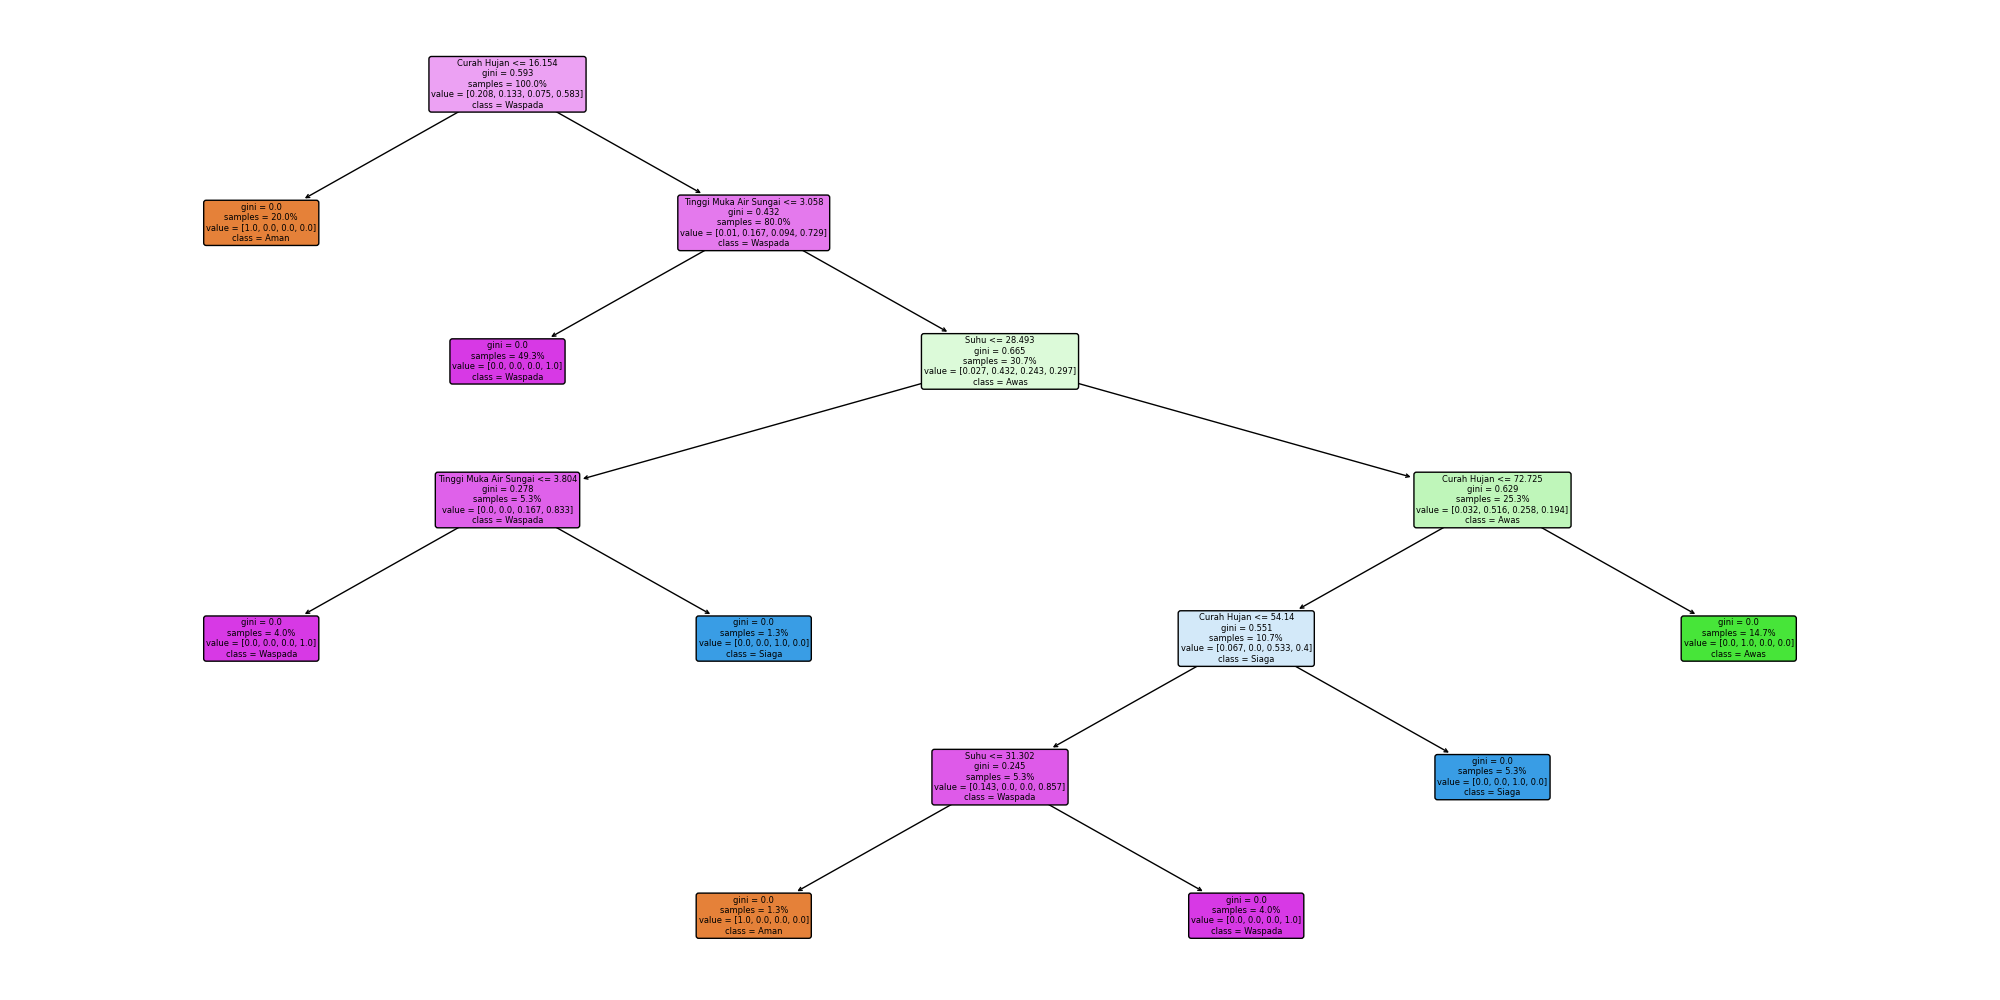 Curah Hujan <= 16.154
gini = 0.593
samples = 100.0%
value = [0.208, 0.133, 0.075, 0.583]
class = Waspada
gini = 0.0
samples = 20.0%
value = [1.0, 0.0, 0.0, 0.0]
class = Aman
Tinggi Muka Air Sungai <= 3.058
gini = 0.432
samples = 80.0%
value = [0.01, 0.167, 0.094, 0.729]
class = Waspada
gini = 0.0
samples = 49.3%
value = [0.0, 0.0, 0.0, 1.0]
class = Waspada
Suhu <= 28.493
gini = 0.665
samples = 30.7%
value = [0.027, 0.432, 0.243, 0.297]
class = Awas
Tinggi Muka Air Sungai <= 3.804
gini = 0.278
samples = 5.3%
value = [0.0, 0.0, 0.167, 0.833]
class = Waspada
Curah Hujan <= 72.725
gini = 0.629
samples = 25.3%
value = [0.032, 0.516, 0.258, 0.194]
class = Awas
gini = 0.0
samples = 4.0%
value = [0.0, 0.0, 0.0, 1.0]
class = Waspada
gini = 0.0
samples = 1.3%
value = [0.0, 0.0, 1.0, 0.0]
class = Siaga
Curah Hujan <= 54.14
gini = 0.551
samples = 10.7%
value = [0.067, 0.0, 0.533, 0.4]
class = Siaga
gini = 0.0
samples = 14.7%
value = [0.0, 1.0, 0.0, 0.0]
class = Awas
Suhu <= 31.302
gini = 0.245
samples = 5.3%
value = [0.143, 0.0, 0.0, 0.857]
class = Waspada
gini = 0.0
samples = 5.3%
value = [0.0, 0.0, 1.0, 0.0]
class = Siaga
gini = 0.0
samples = 1.3%
value = [1.0, 0.0, 0.0, 0.0]
class = Aman
gini = 0.0
samples = 4.0%
value = [0.0, 0.0, 0.0, 1.0]
class = Waspada